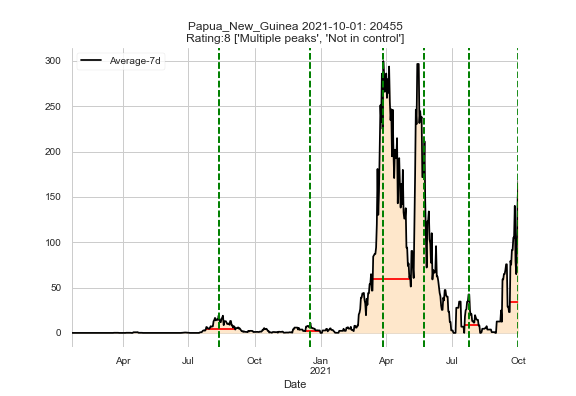 Papua_New_Guinea 2021-10-01: 20455
Rating:8 ['Multiple peaks', 'Not in control']
Average-7d
300
250
200
150
100
50
0
Apr Jul Oct Jan Apr Jul Oct
2021
Date